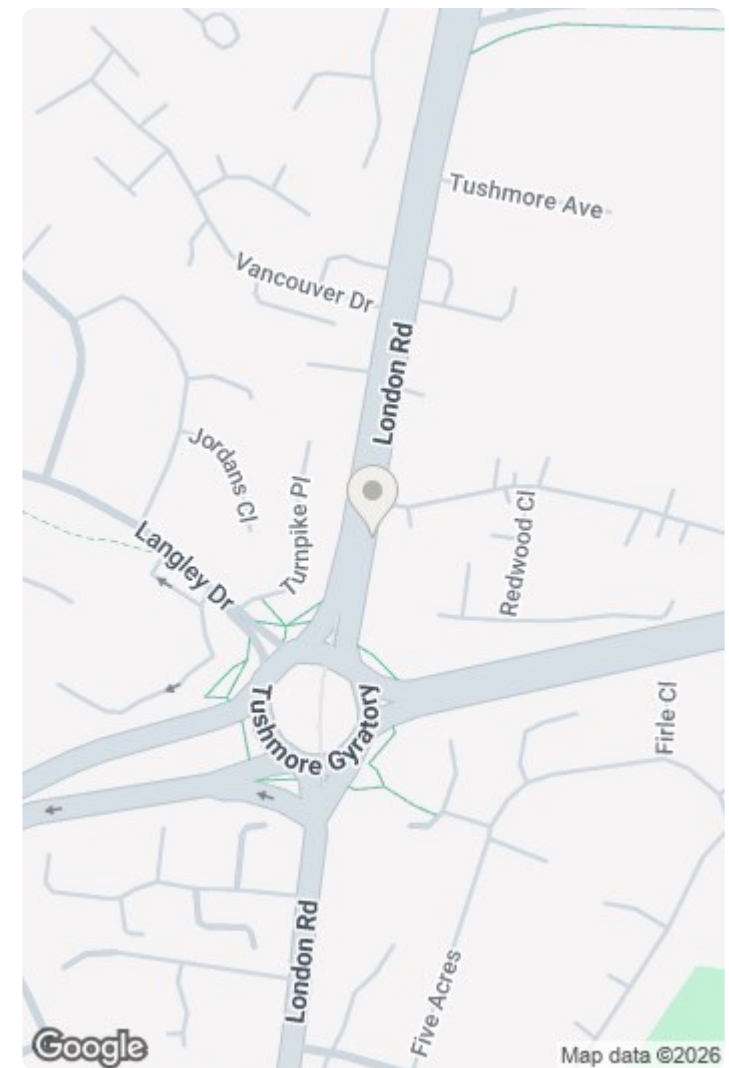 Tushmore Ave
Vancouver Dr
London Rd
Jordans Cl
Turnpike Pl
Redwood Cl
Langley Dr
Tushmore Gyratory
Firle Cl
London Rd
Five Acres
Google
Map data ©2026